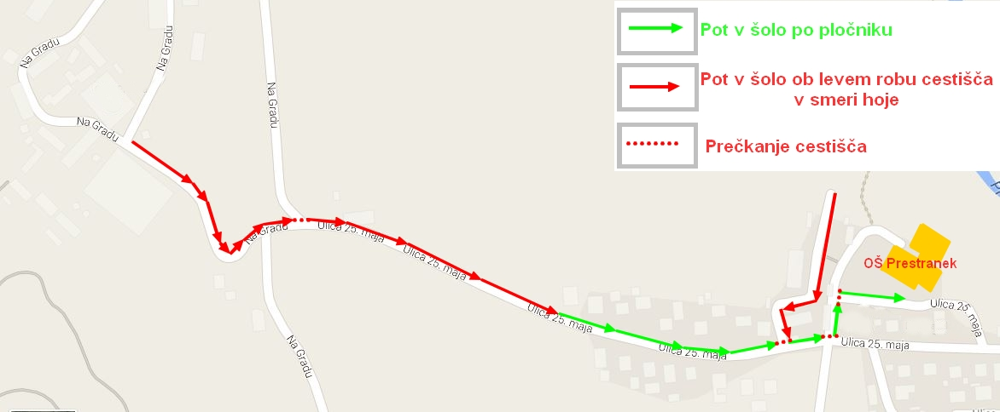 Pot v šolo po pločniku
Pot v šolo ob levem robu cestišča
v smeri hoje
Prečkanje cestišča
Na Gradu
Na Gradu
Na Gradu
Na Gradu
Na Gradu
Ulica 25. maja
Ulica 25. maja
Ulica 25. maja
Ulica 25. maja
Ulica 25. maja
Ulica 25. maja
OŠ Prestranek
Na Gradu